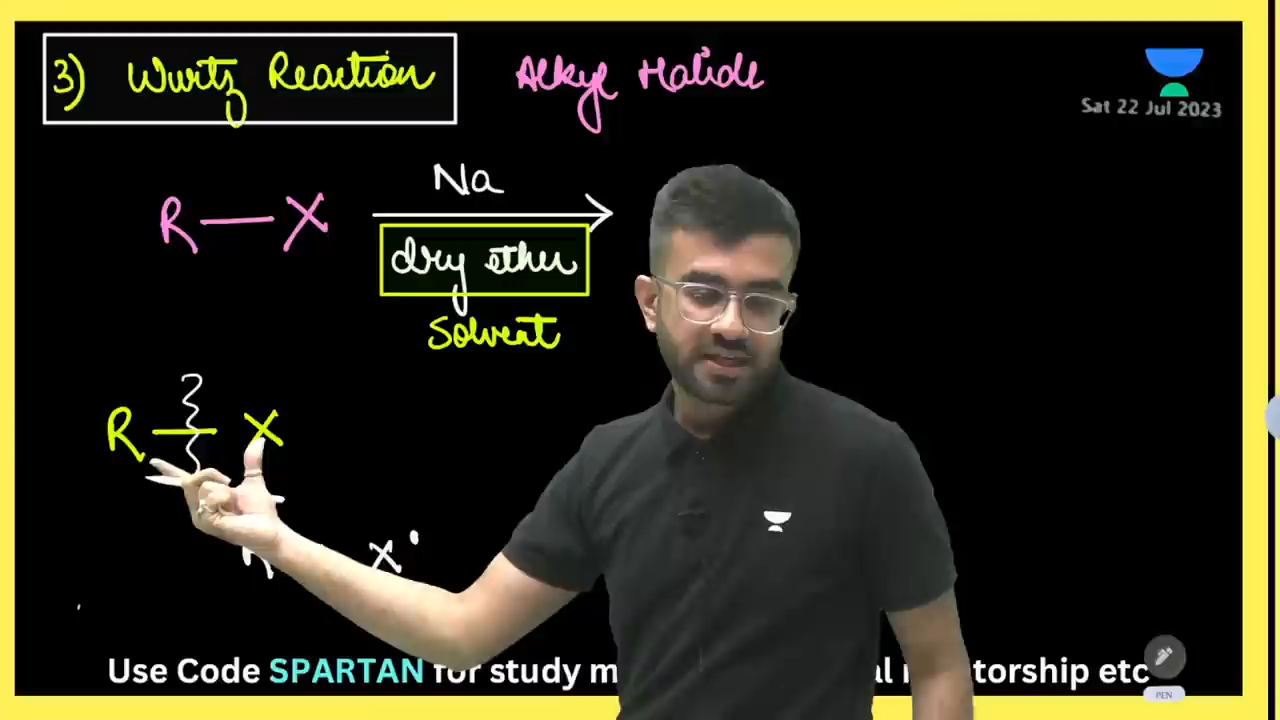 3) Wurtz Reaction Alkyl Halide
Sat 22 Jul 2023
R — X
Na
dry ether
Solvent
R — X
R X•
Use Code SPARTAN for study
etc
PEN